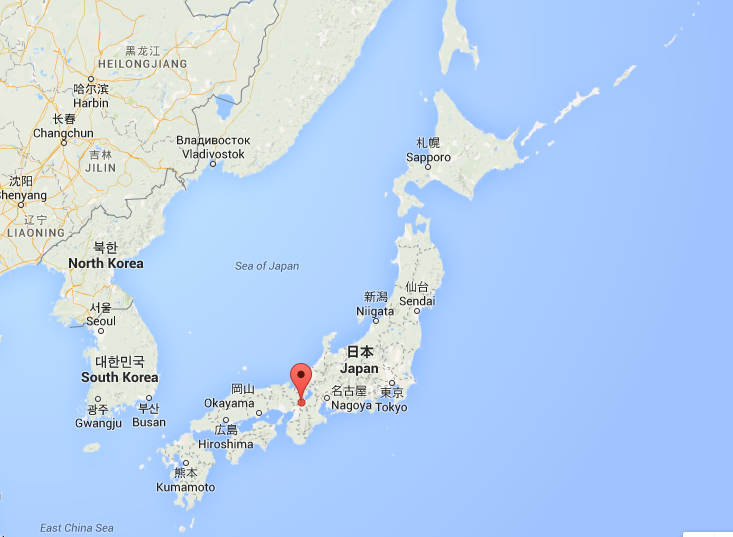 黑龙江
HEILONGJIANG
哈尔滨
Harbin
长春
Changchun
Владивосток
Vladivostok
吉林
JILIN
札幌
Sapporo
沈阳
Shenyang
辽宁
LIAONING
북한
North Korea
Sea of Japan
仙台
Sendai
新潟
Niigata
서울
Seoul
日本
Japan
대한민국
South Korea
岡山
Okayama
名古屋
Nagoya
東京
Tokyo
광주
Gwangju
부산
Busan
広島
Hiroshima
熊本
Kumamoto
East China Sea